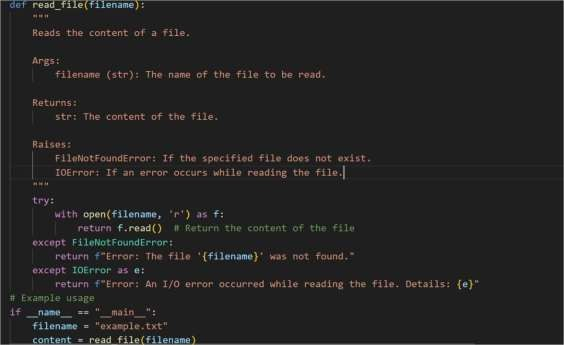 def read_file(filename):
    """
    Reads the content of a file.

    Args:
        filename (str): The name of the file to be read.

    Returns:
        str: The content of the file.

    Raises:
        FileNotFoundError: If the specified file does not exist.
        IOError: If an error occurs while reading the file.
    """
    try:
        with open(filename, 'r') as f:
            return f.read()  # Return the content of the file
    except FileNotFoundError:
        return f"Error: The file '{filename}' was not found."
    except IOError as e:
        return f"Error: An I/O error occurred while reading the file. Details: {e}"
# Example usage
if __name__ == "__main__":
    filename = "example.txt"
    content = read_file(filename)